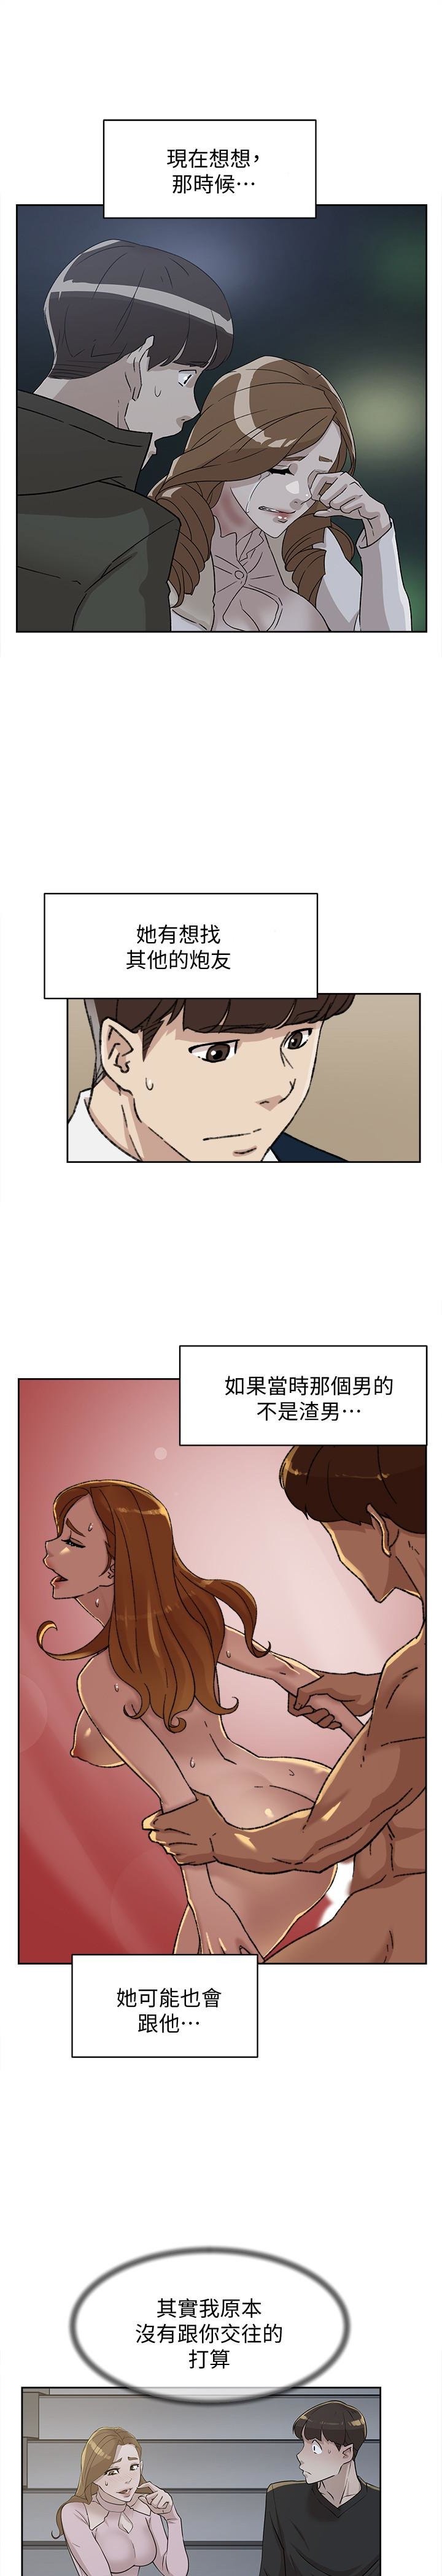 現在想想，
那時候…
她有想找
其他的炮友
如果當時那個男的
不是渣男…
她可能也會
跟他…
其實我原本
沒有跟你交往的
打算